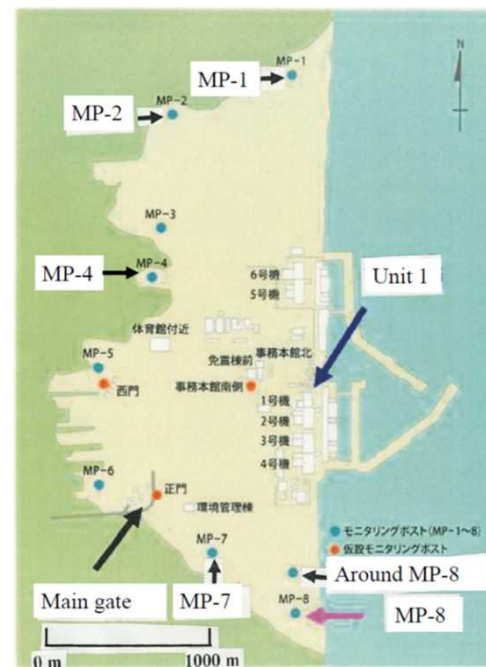 N
MP-1
MP-1
MP-2
MP-2
MP-3
MP-4
MP-4
Unit 1
6号機
5号機
体育館付近
事務本館北
免震棟前
MP-5
西門
事務本館南側
1号機
2号機
3号機
4号機
MP-6
正門
環境管理棟
モニタリングポスト(MP-1~8)
仮設モニタリングポスト
MP-7
Around MP-8
Main gate
MP-7
MP-8
MP-8
0 m
1000 m